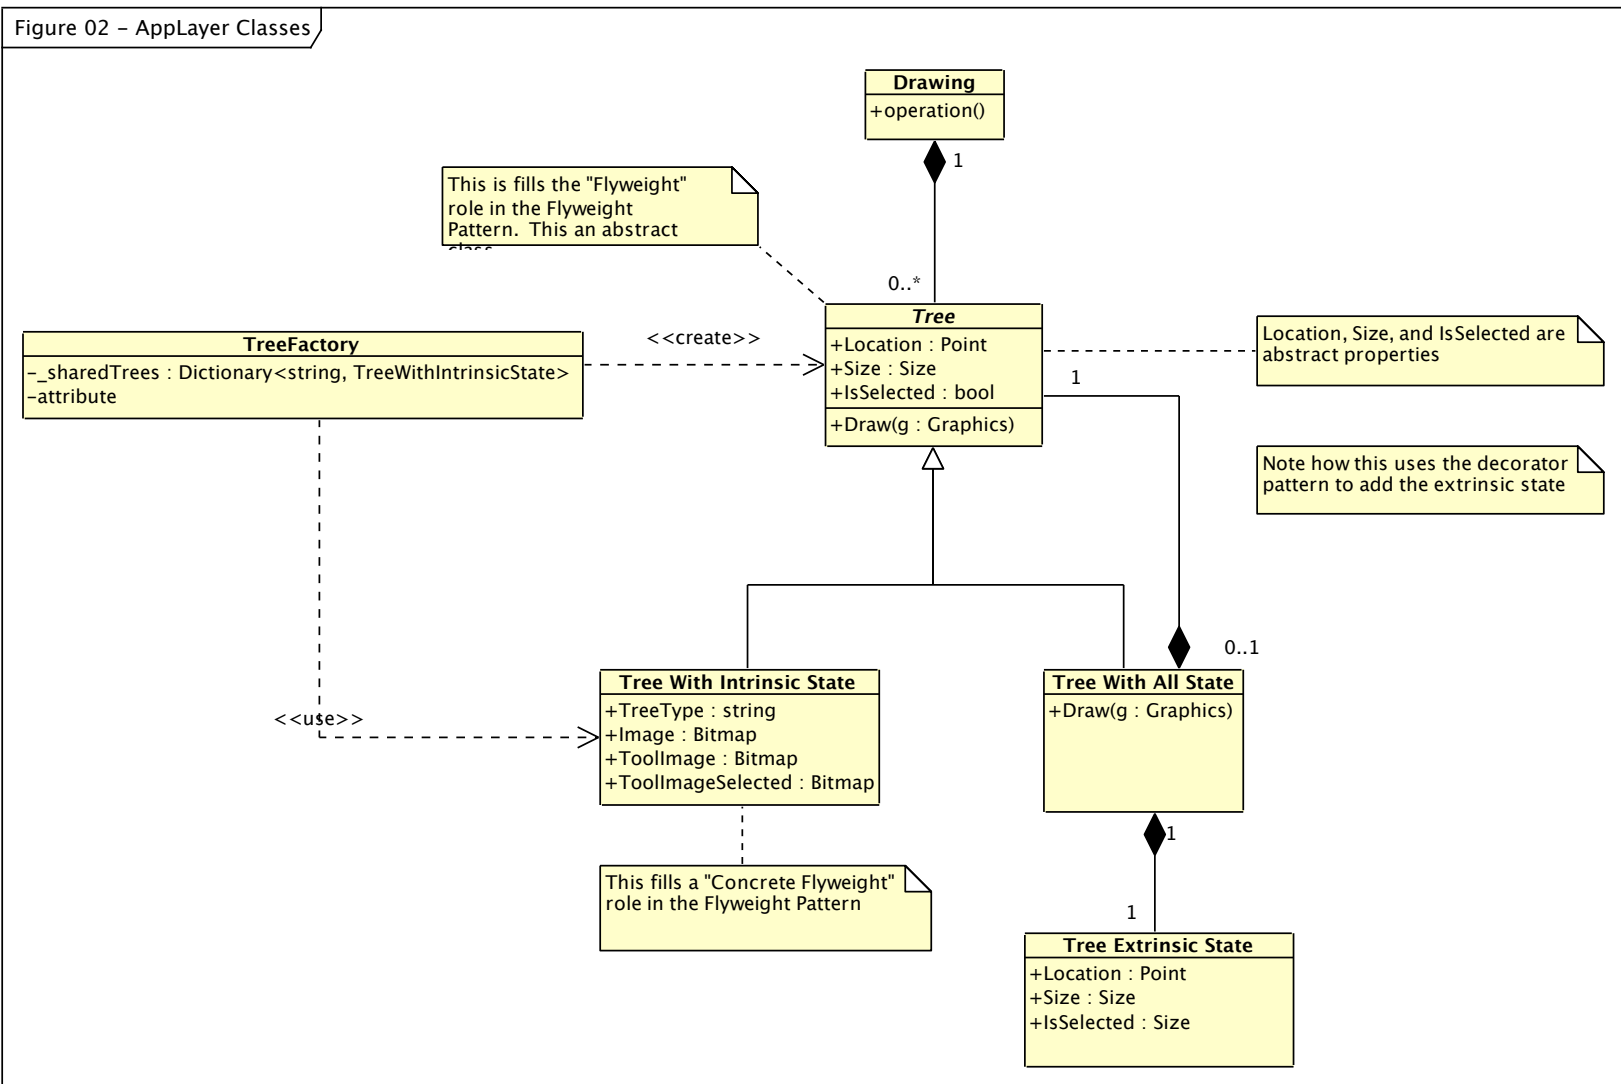 Figure 02 – AppLayer Classes
Drawing
+operation()
1
This is fills the "Flyweight"
role in the Flyweight
Pattern.  This an abstract
class
0..*
Tree
+Location : Point
+Size : Size
+IsSelected : bool
+Draw(g : Graphics)
<<create>>
TreeFactory
-_sharedTrees : Dictionary<string, TreeWithIntrinsicState>
-attribute
Location, Size, and IsSelected are
abstract properties
1
Note how this uses the decorator
pattern to add the extrinsic state
0..1
<<use>>
Tree With Intrinsic State
+TreeType : string
+Image : Bitmap
+ToolImage : Bitmap
+ToolImageSelected : Bitmap
Tree With All State
+Draw(g : Graphics)
1
This fills a "Concrete Flyweight"
role in the Flyweight Pattern
1
Tree Extrinsic State
+Location : Point
+Size : Size
+IsSelected : Size